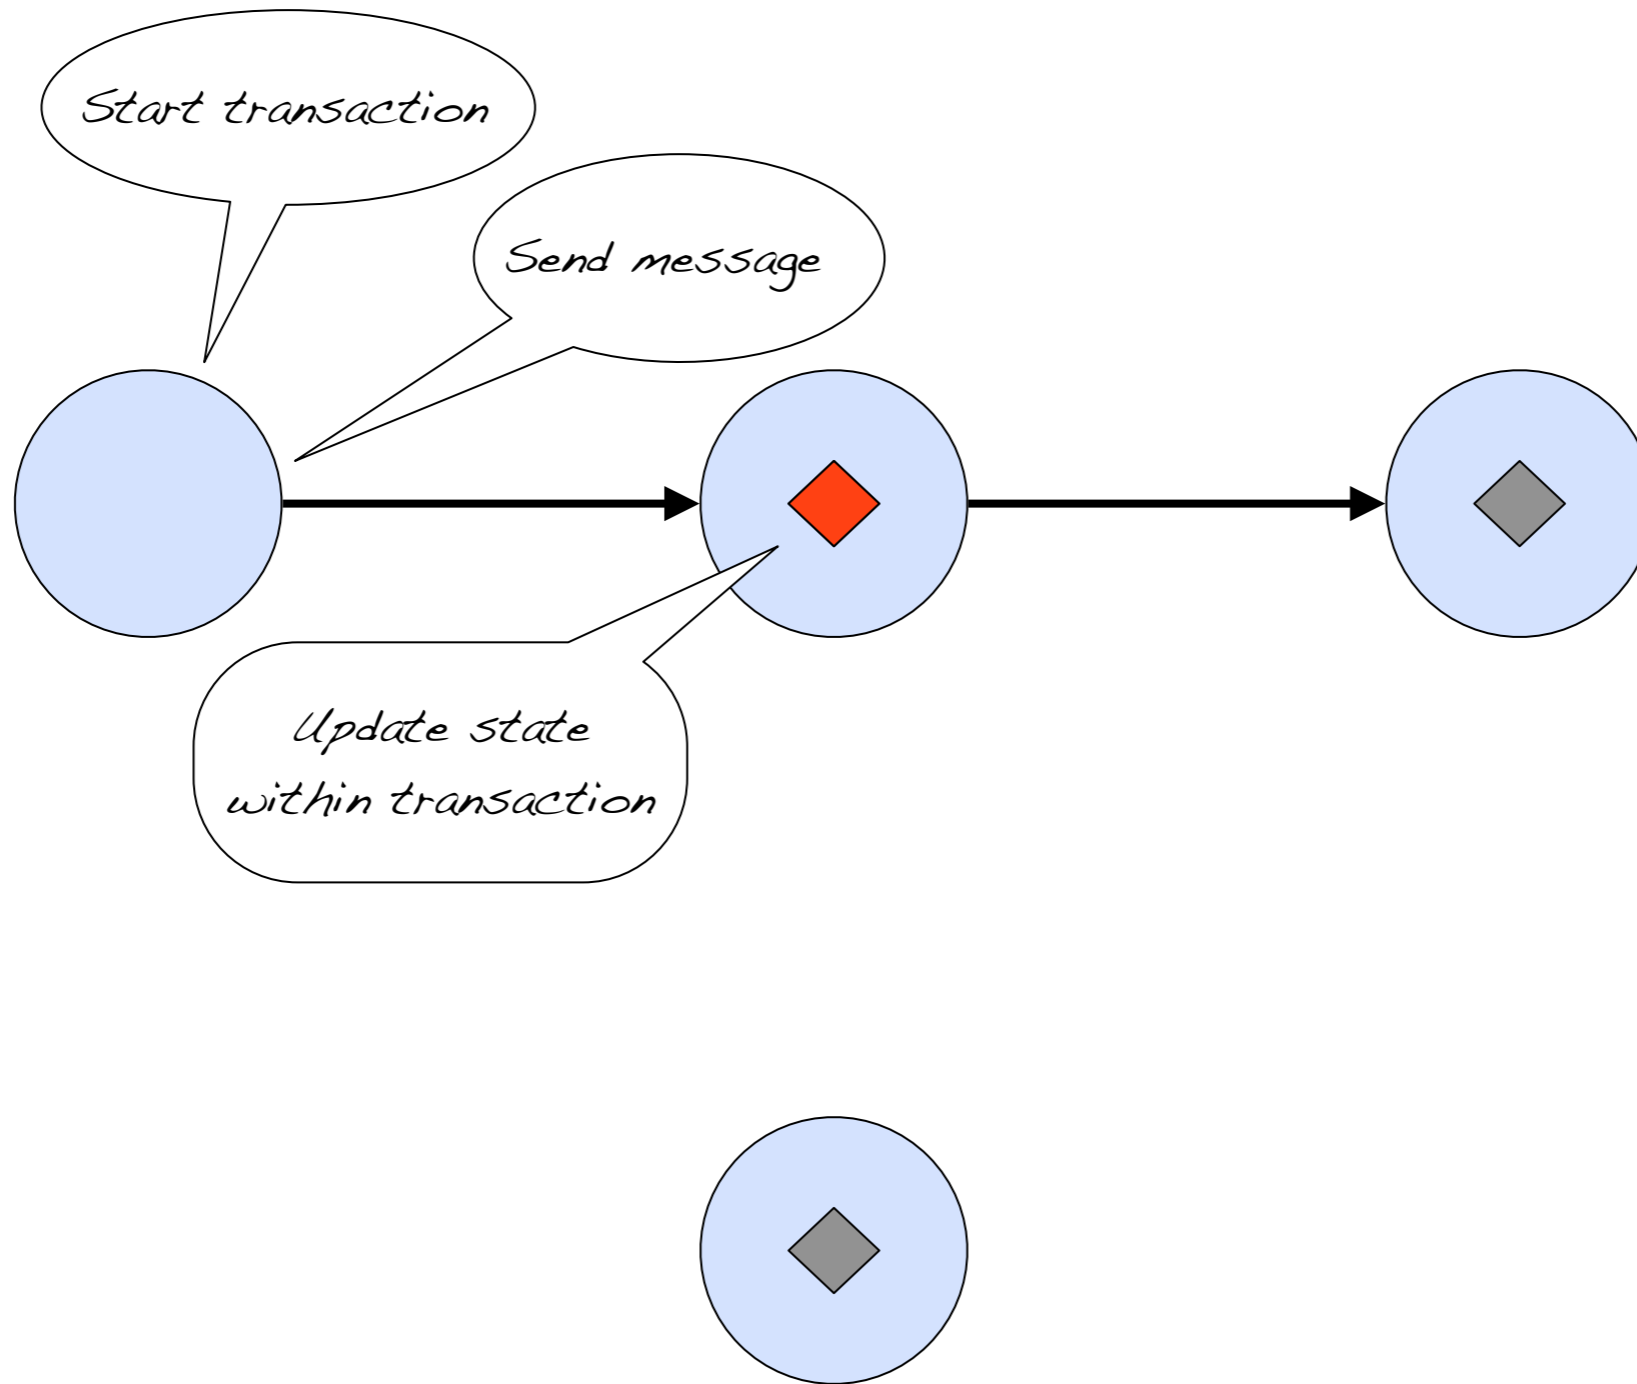 Start transaction
Send message
Update state
within transaction